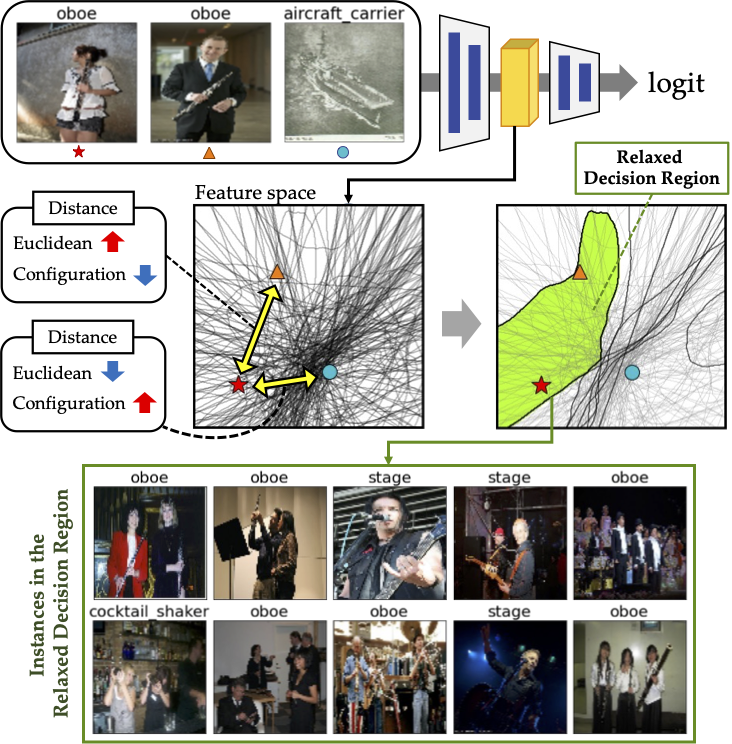 oboe
oboe
aircraft_carrier
logit
Relaxed
Decision Region
Feature space
Distance
Euclidean
Configuration
Distance
Euclidean
Configuration
Instances in the
Relaxed Decision Region
oboe
oboe
stage
stage
oboe
cocktail_shaker
oboe
oboe
stage
oboe